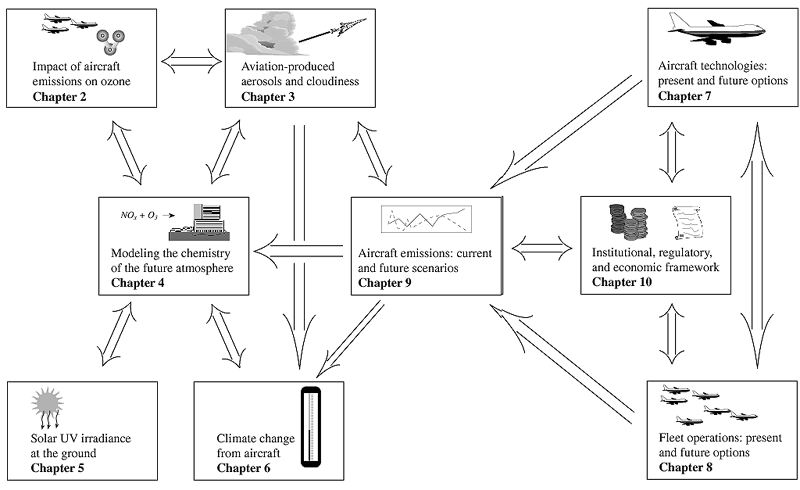 Impact of aircraft
emissions on ozone
Chapter 2
Aviation-produced
aerosols and cloudiness
Chapter 3
Aircraft technologies:
present and future options
Chapter 7
NOx + O3
Modeling the chemistry
of the future atmosphere
Chapter 4
Aircraft emissions: current
and future scenarios
Chapter 9
Institutional, regulatory,
and economic framework
Chapter 10
Solar UV irradiance
at the ground
Chapter 5
Climate change
from aircraft
Chapter 6
Fleet operations: present
and future options
Chapter 8